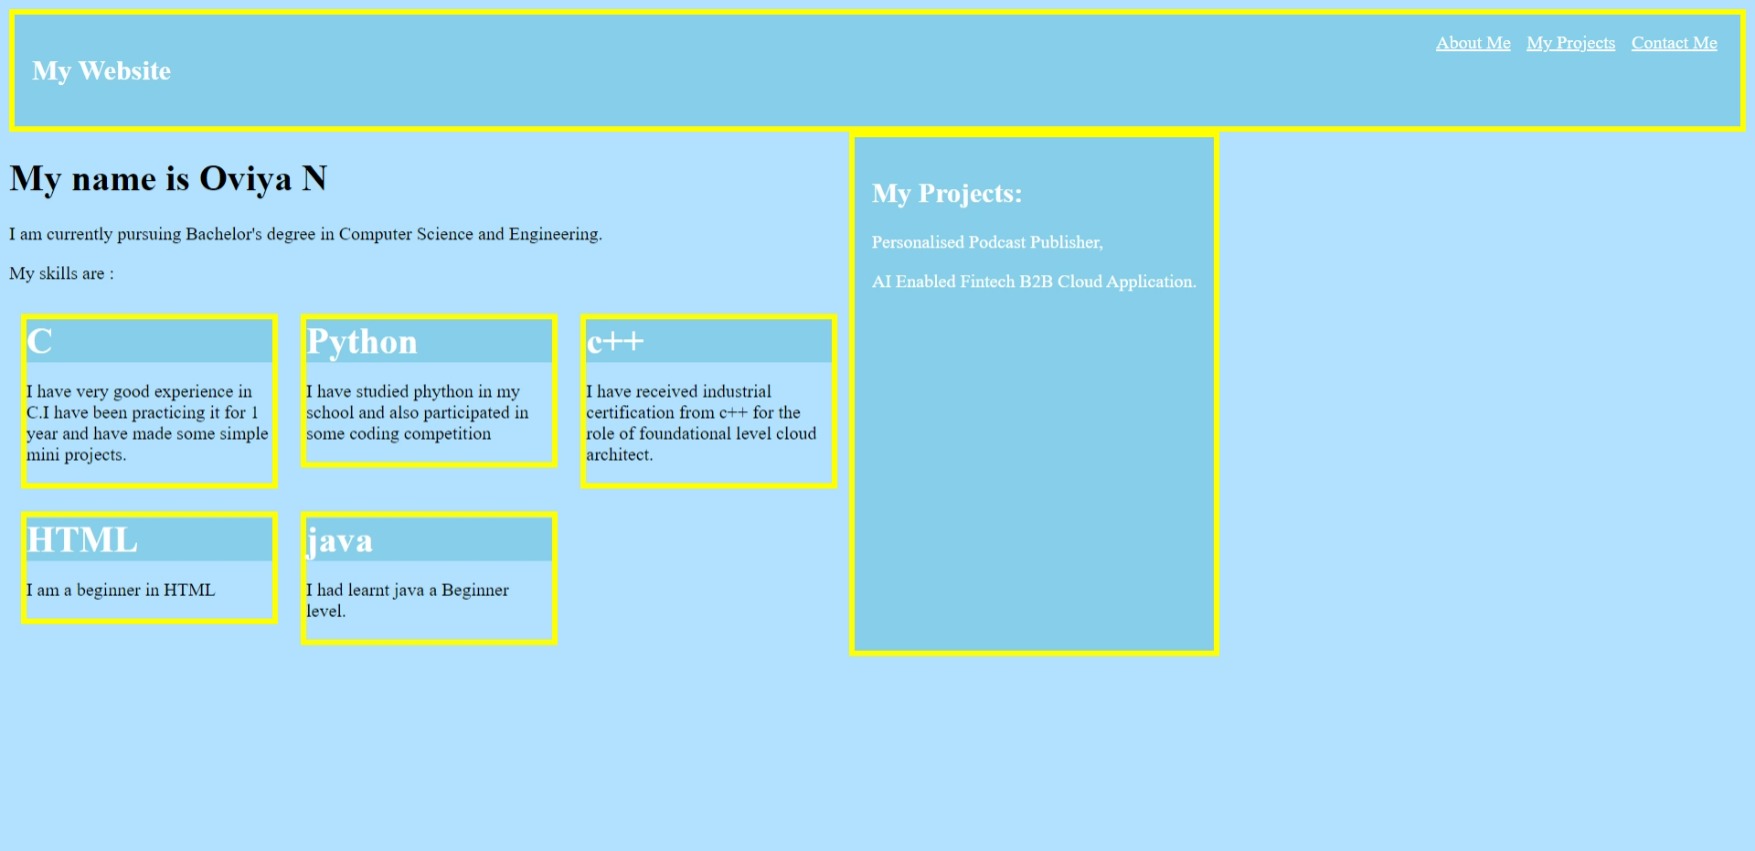 My Website
About Me My Projects Contact Me
My name is Oviya N
I am currently pursuing Bachelor's degree in Computer Science and Engineering.
My skills are :
C
I have very good experience in
C.I have been practicing it for 1
year and have made some simple
mini projects.
Python
I have studied phython in my
school and also participated in
some coding competition
c++
I have received industrial
certification from c++ for the
role of foundational level cloud
architect.
HTML
I am a beginner in HTML
java
I had learnt java a Beginner
level.
My Projects:
Personalised Podcast Publisher,
AI Enabled Fintech B2B Cloud Application.